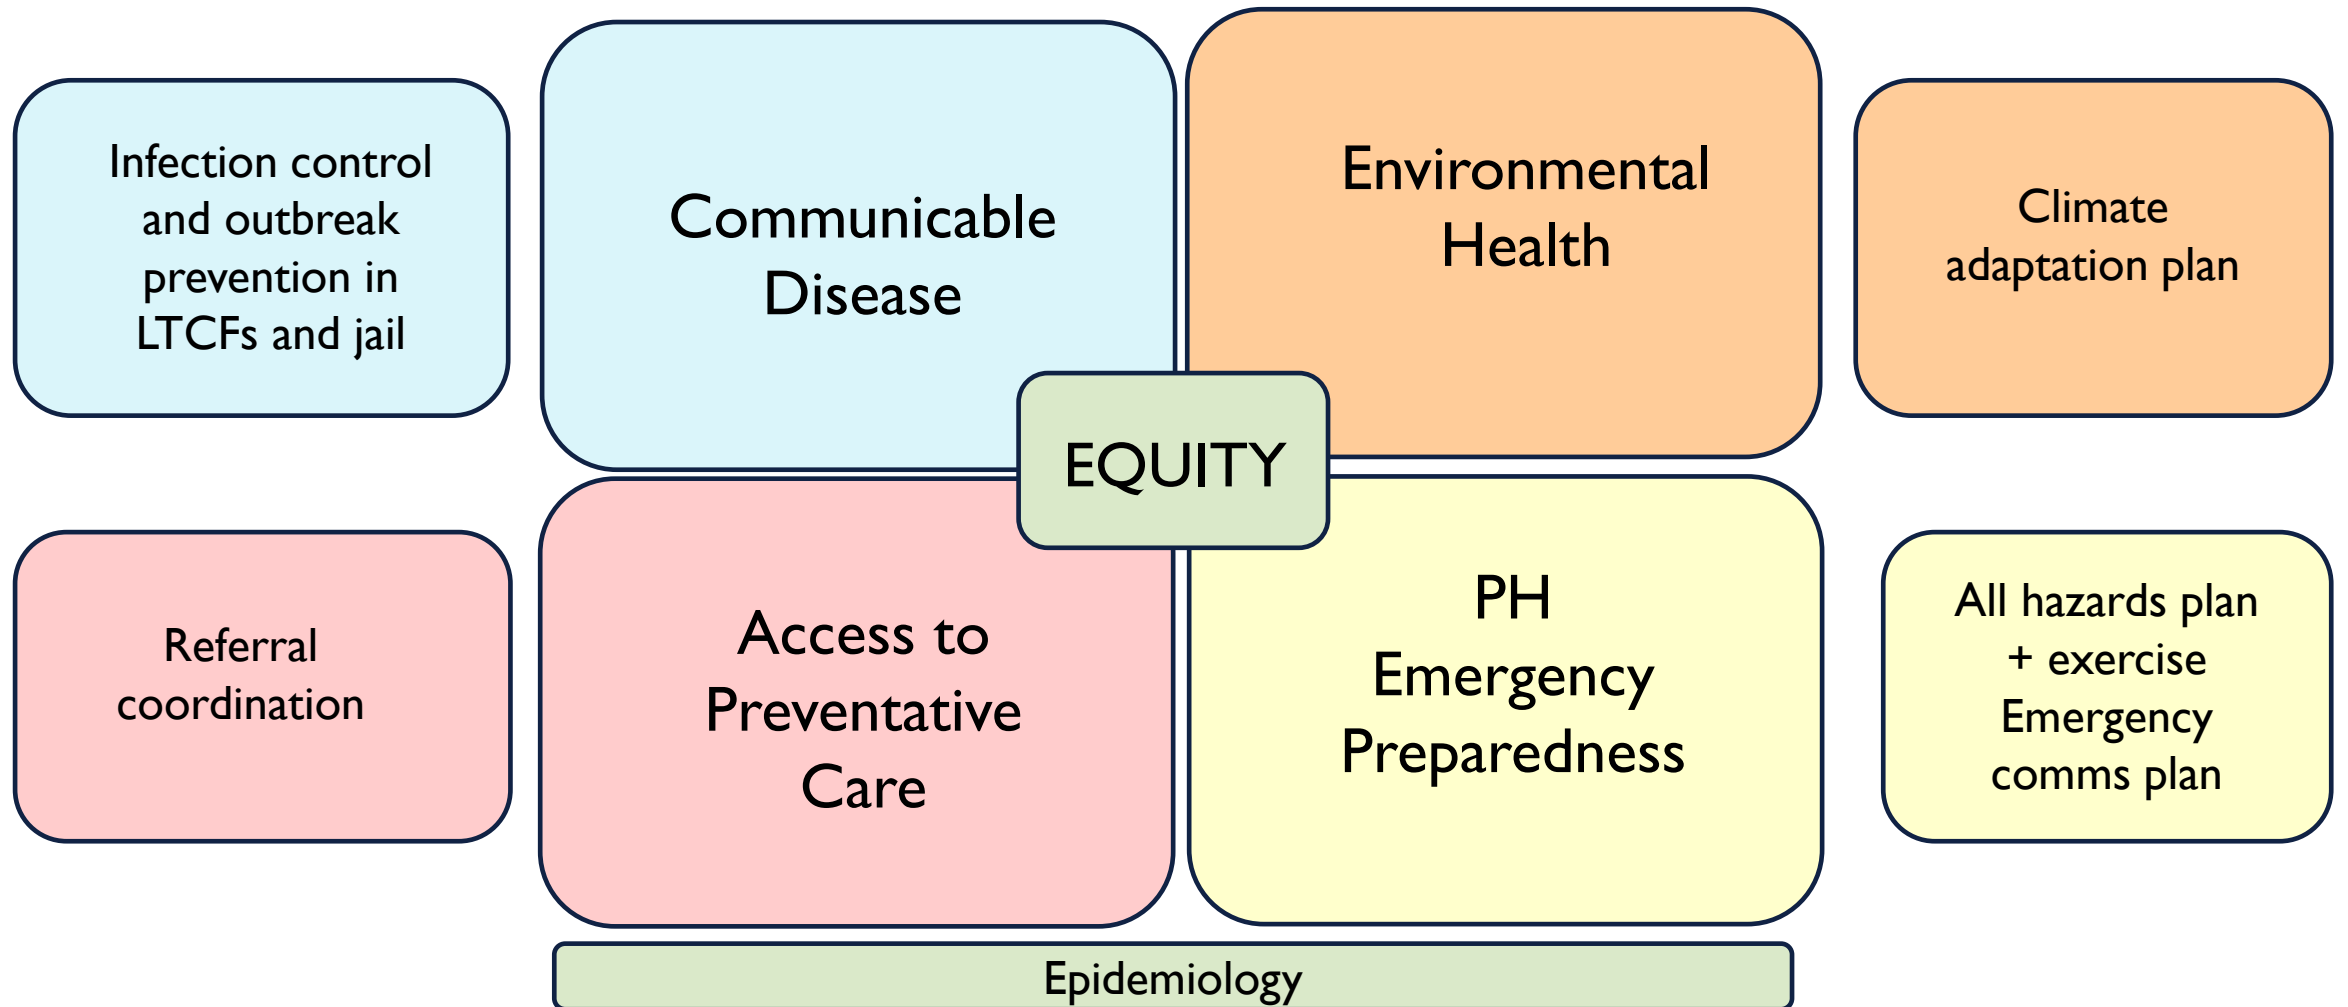 Infection control
and outbreak
prevention in
LTCFs and jail
Communicable
Disease
Environmental
Health
Climate
adaptation plan
EQUITY
Referral
coordination
Access to
Preventative
Care
PH
Emergency
Preparedness
All hazards plan
+ exercise
Emergency
comms plan
Epidemiology